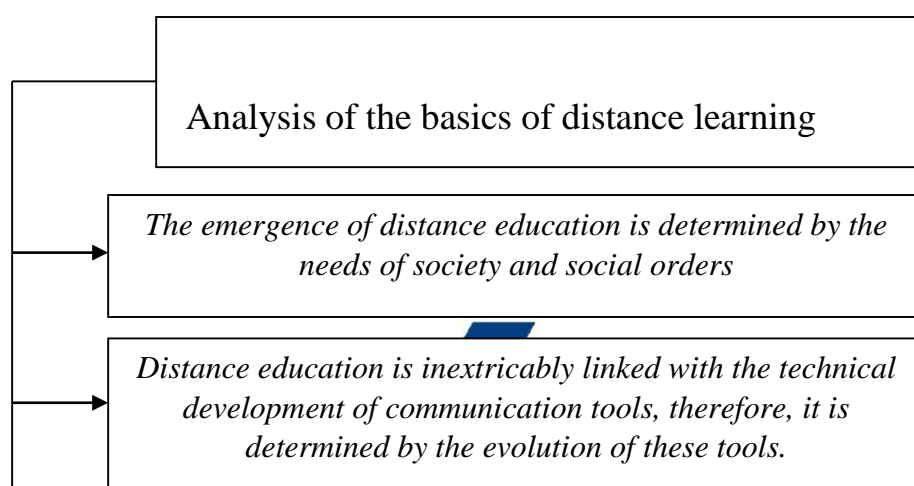 Analysis of the basics of distance learning
The emergence of distance education is determined by the
needs of society and social orders
Distance education is inextricably linked with the technical
development of communication tools, therefore, it is
determined by the evolution of these tools.